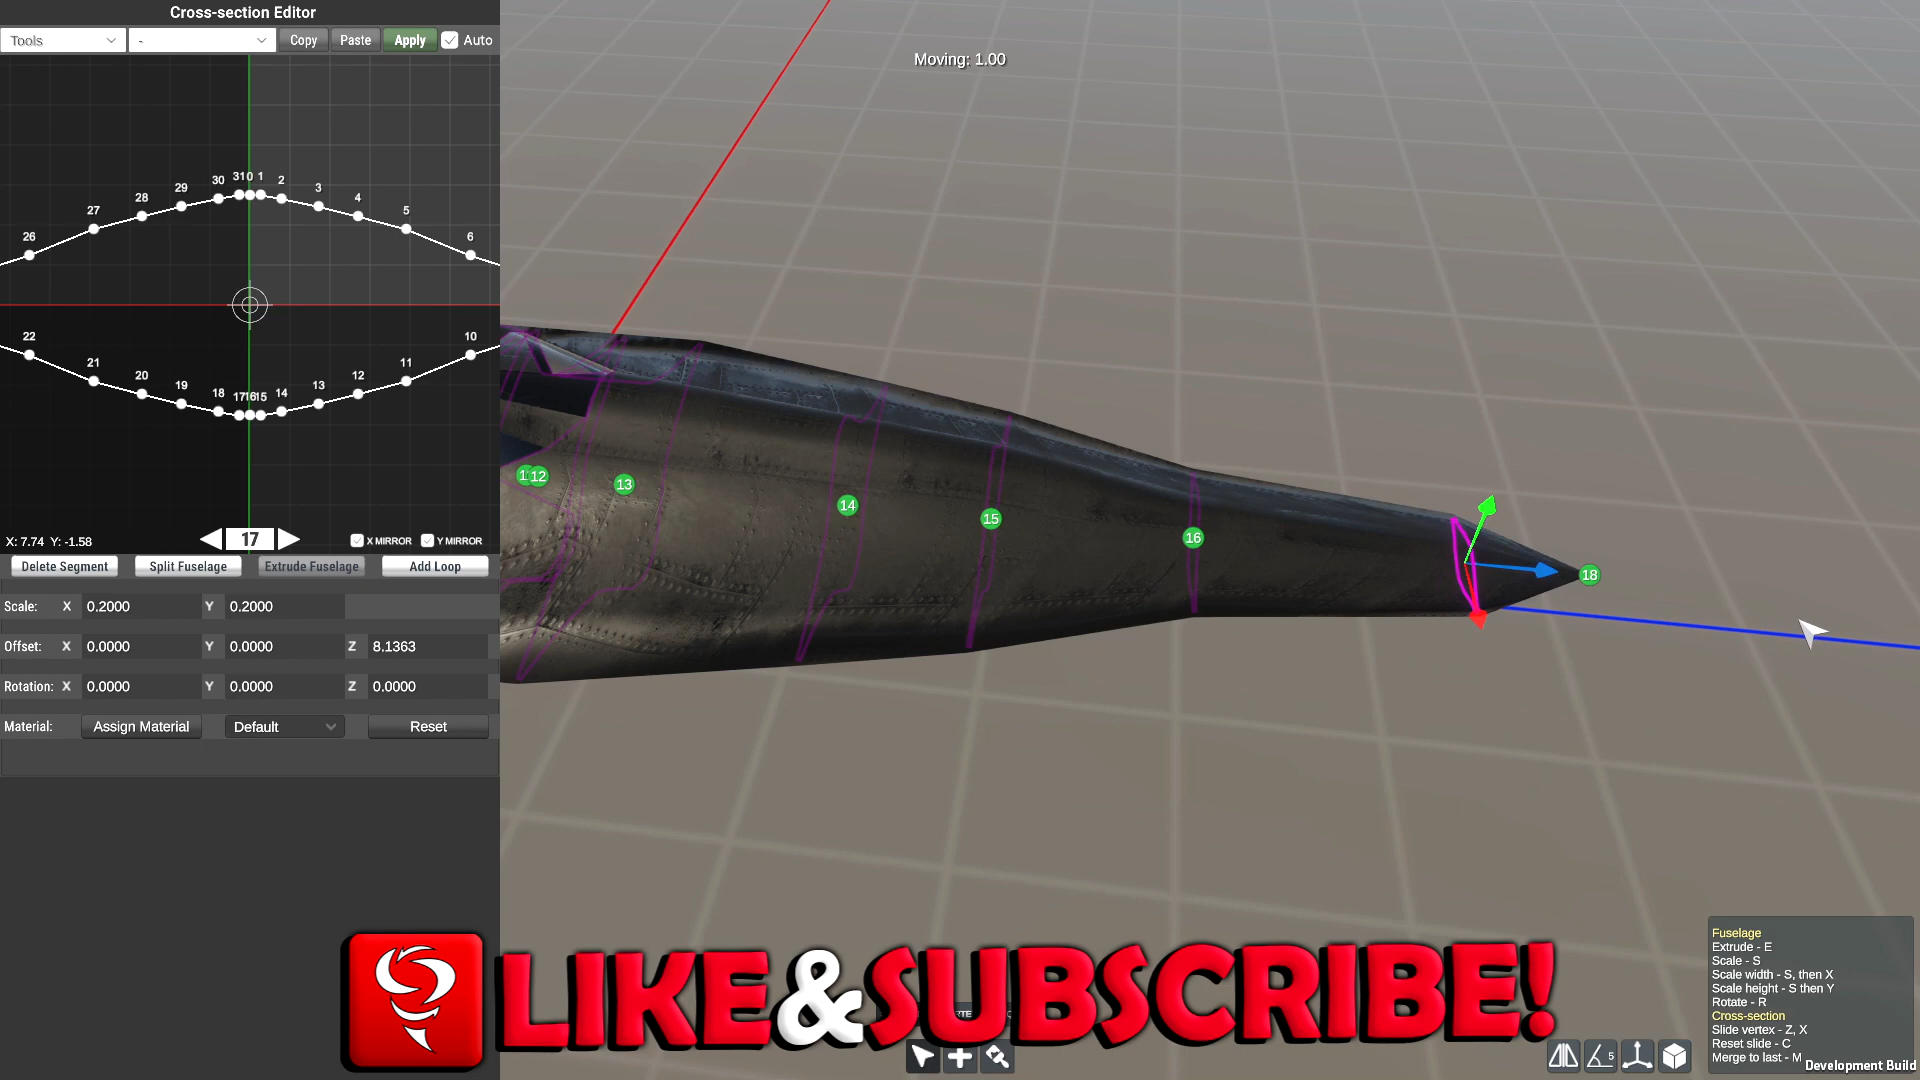 Cross-section Editor
Tools - Copy Paste Apply Auto
Moving: 1.00
30 31 0 1 2
29 3
28 4
27 5
26 6
22 10
21 11
20 12
19 13
18 17 16 15 14
12 13 14 15 16 18
X: 7.74 Y: -1.58 17 X MIRROR Y MIRROR
Delete Segment Split Fuselage Extrude Fuselage Add Loop
Scale: X 0.2000 Y 0.2000
Offset: X 0.0000 Y 0.0000 Z 8.1363
Rotation: X 0.0000 Y 0.0000 Z 0.0000
Material: Assign Material Default Reset
LIKE&SUBSCRIBE!
Fuselage
Extrude - E
Scale - S
Scale width - S, then X
Scale height - S then Y
Rotate - R
Cross-section
Slide vertex - Z, X
Reset slide - C
Merge to last - M
5
Development Build